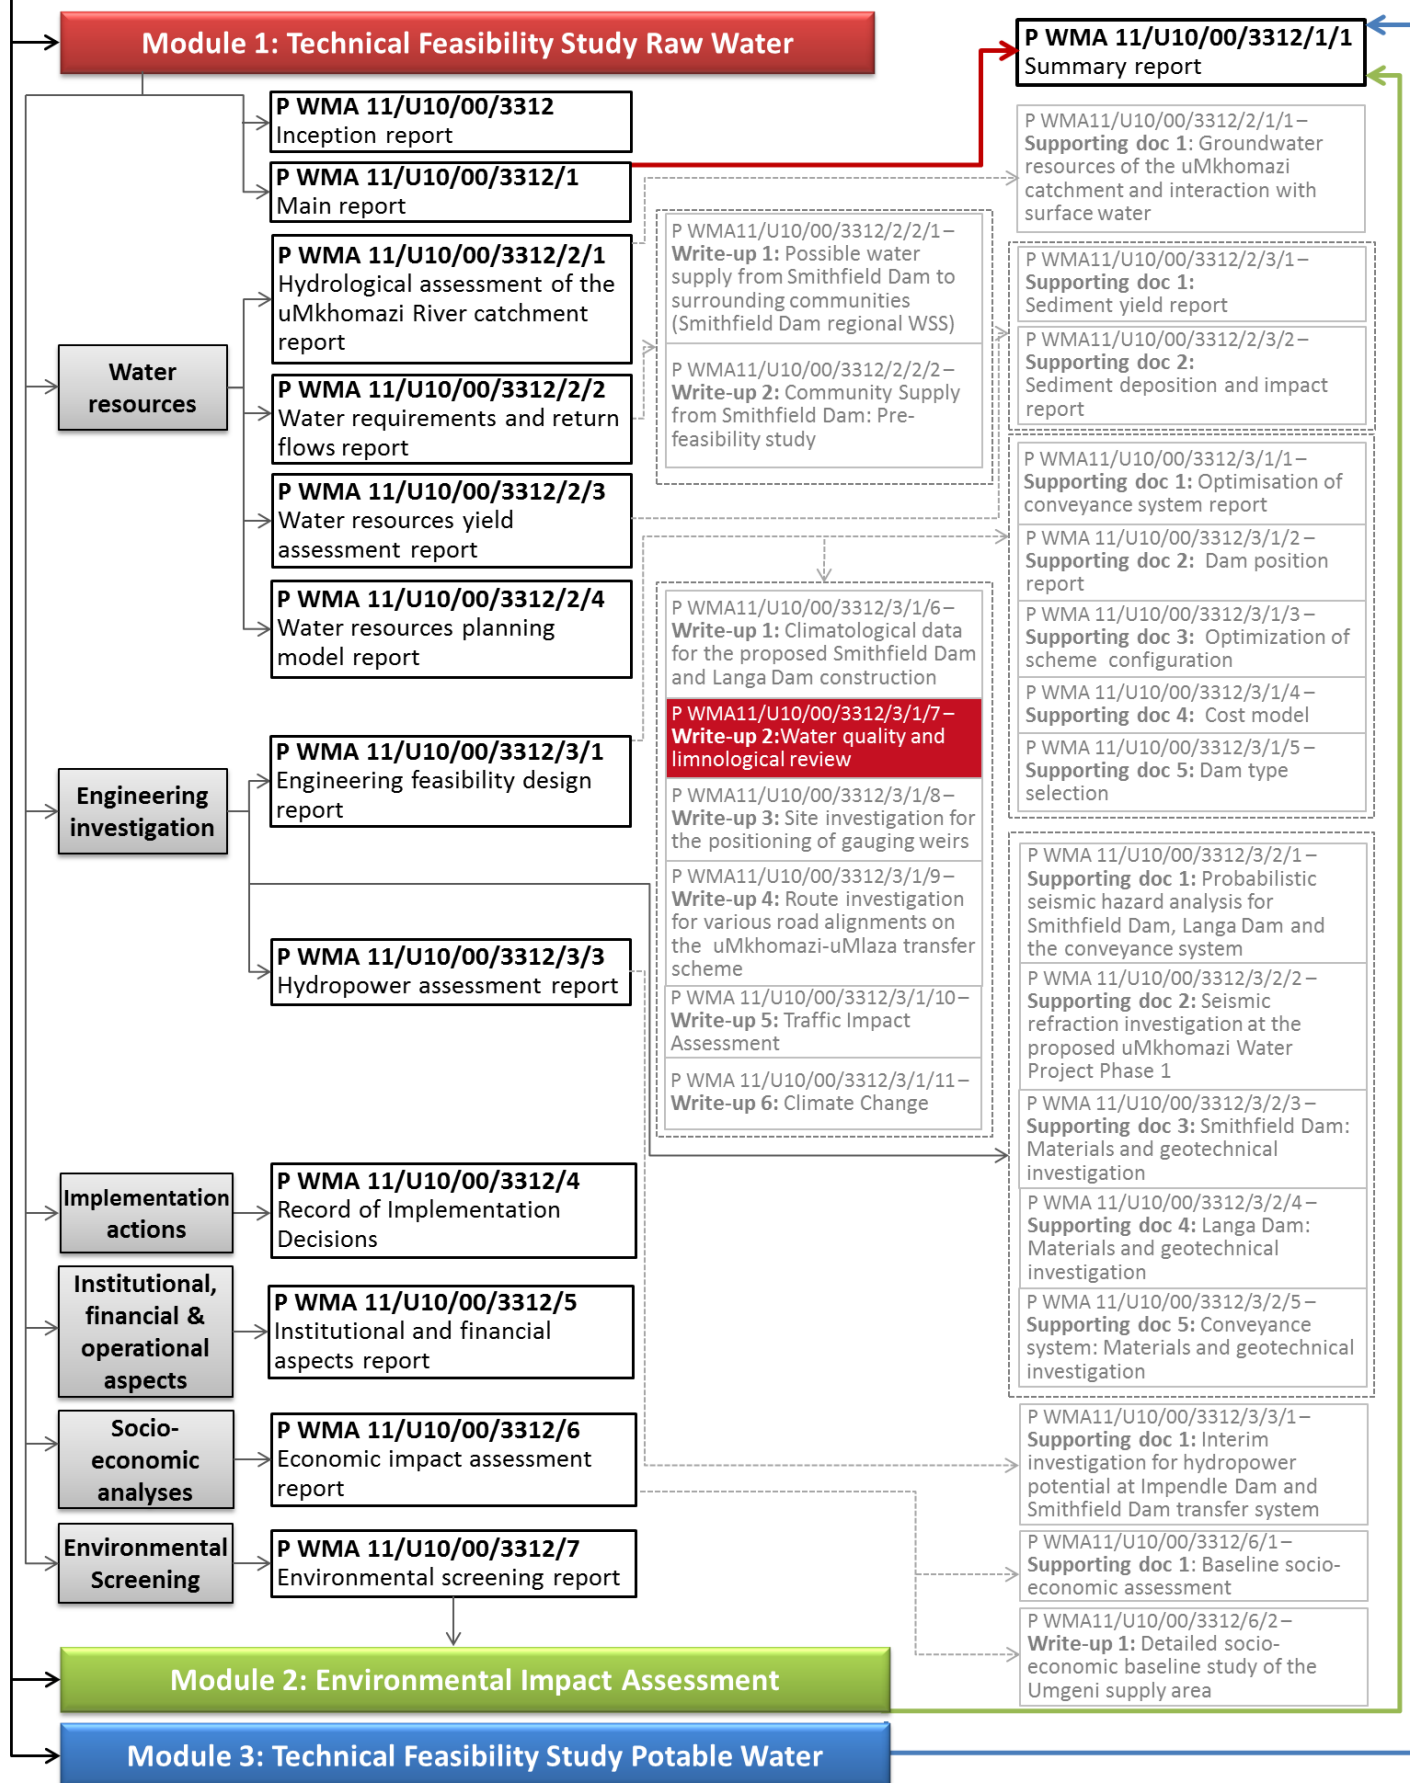 Module 1: Technical Feasibility Study Raw Water
P WMA 11/U10/00/3312/1/1
Summary report
P WMA 11/U10/00/3312
Inception report
P WMA 11/U10/00/3312/1
Main report
Water
resources
P WMA 11/U10/00/3312/2/1
Hydrological assessment of the
uMkhomazi River catchment
report
P WMA 11/U10/00/3312/2/2
Water requirements and return
flows report
P WMA 11/U10/00/3312/2/3
Water resources yield
assessment report
P WMA 11/U10/00/3312/2/4
Water resources planning
model report
P WMA11/U10/00/3312/2/2/1 –
Write-up 1: Possible water
supply from Smithfield Dam to
surrounding communities
(Smithfield Dam regional WSS)
P WMA11/U10/00/3312/2/2/2 –
Write-up 2: Community Supply
from Smithfield Dam: Pre-
feasibility study
P WMA11/U10/00/3312/2/1/1 –
Supporting doc 1: Groundwater
resources of the uMkhomazi
catchment and interaction with
surface water
P WMA11/U10/00/3312/2/3/1 –
Supporting doc 1:
Sediment yield report
P WMA11/U10/00/3312/2/3/2 –
Supporting doc 2:
Sediment deposition and impact
report
Engineering
investigation
P WMA 11/U10/00/3312/3/1
Engineering feasibility design
report
P WMA 11/U10/00/3312/3/3
Hydropower assessment report
P WMA11/U10/00/3312/3/1/6 –
Write-up 1: Climatological data
for the proposed Smithfield Dam
and Langa Dam construction
P WMA11/U10/00/3312/3/1/7 –
Write-up 2:Water quality and
limnological review
P WMA11/U10/00/3312/3/1/8 –
Write-up 3: Site investigation for
the positioning of gauging weirs
P WMA11/U10/00/3312/3/1/9 –
Write-up 4: Route investigation
for various road alignments on
the uMkhomazi-uMlaza transfer
scheme
P WMA 11/U10/00/3312/3/1/10 –
Write-up 5: Traffic Impact
Assessment
P WMA 11/U10/00/3312/3/1/11 –
Write-up 6: Climate Change
P WMA11/U10/00/3312/3/1/1 –
Supporting doc 1: Optimisation of
conveyance system report
P WMA 11/U10/00/3312/3/1/2 –
Supporting doc 2: Dam position
report
P WMA 11/U10/00/3312/3/1/3 –
Supporting doc 3: Optimization of
scheme configuration
P WMA 11/U10/00/3312/3/1/4 –
Supporting doc 4: Cost model
P WMA 11/U10/00/3312/3/1/5 –
Supporting doc 5: Dam type
selection
P WMA 11/U10/00/3312/3/2/1 –
Supporting doc 1: Probabilistic
seismic hazard analysis for
Smithfield Dam, Langa Dam and
the conveyance system
P WMA 11/U10/00/3312/3/2/2 –
Supporting doc 2: Seismic
refraction investigation at the
proposed uMkhomazi Water
Project Phase 1
P WMA 11/U10/00/3312/3/2/3 –
Supporting doc 3: Smithfield Dam:
Materials and geotechnical
investigation
P WMA 11/U10/00/3312/3/2/4 –
Supporting doc 4: Langa Dam:
Materials and geotechnical
investigation
P WMA 11/U10/00/3312/3/2/5 –
Supporting doc 5: Conveyance
system: Materials and geotechnical
investigation
Implementation
actions
P WMA 11/U10/00/3312/4
Record of Implementation
Decisions
Institutional,
financial &
operational
aspects
P WMA 11/U10/00/3312/5
Institutional and financial
aspects report
Socio-
economic
analyses
P WMA 11/U10/00/3312/6
Economic impact assessment
report
Environmental
Screening
P WMA 11/U10/00/3312/7
Environmental screening report
P WMA11/U10/00/3312/3/3/1 –
Supporting doc 1: Interim
investigation for hydropower
potential at Impendle Dam and
Smithfield Dam transfer system
P WMA11/U10/00/3312/6/1 –
Supporting doc 1: Baseline socio-
economic assessment
P WMA11/U10/00/3312/6/2 –
Write-up 1: Detailed socio-
economic baseline study of the
Umgeni supply area
Module 2: Environmental Impact Assessment
Module 3: Technical Feasibility Study Potable Water